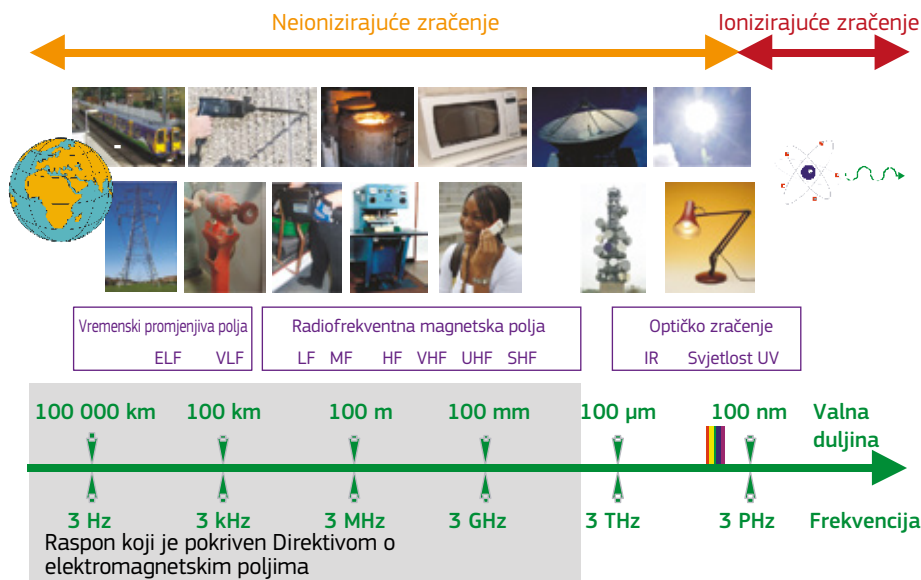 Neionizirajuće zračenje
Ionizirajuće zračenje
Vremenski promjenjiva polja
ELF VLF
Radiofrekventna magnetska polja
LF MF HF VHF UHF SHF
Optičko zračenje
IR Svjetlost UV
100 000 km 100 km 100 m 100 mm 100 µm 100 nm Valna
duljina
3 Hz 3 kHz 3 MHz 3 GHz 3 THz 3 PHz Frekvencija
Raspon koji je pokriven Direktivom o
elektromagnetskim poljima